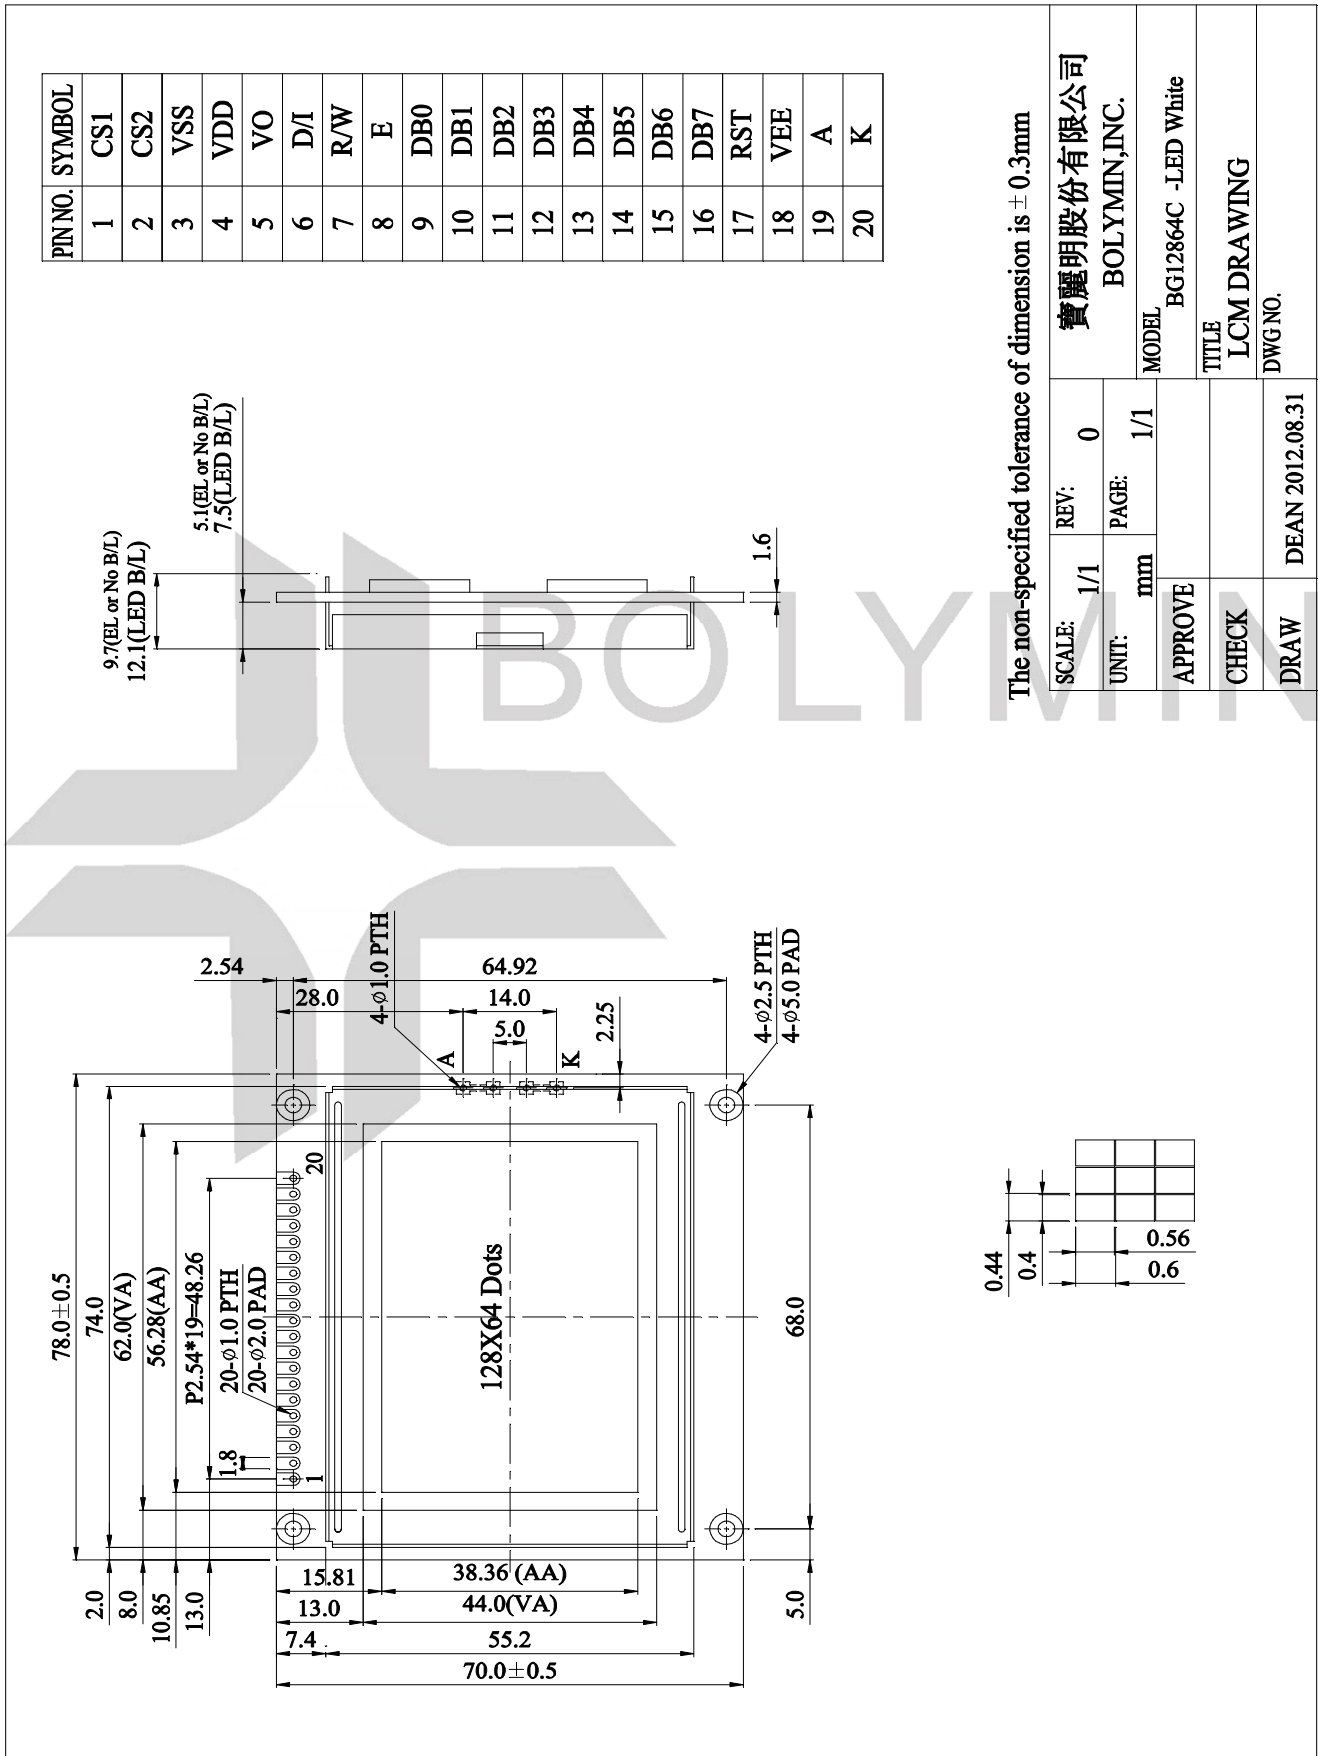 PIN NO. SYMBOL
1 CS1
2 CS2
3 VSS
4 VDD
5 VO
6 D/I
7 R/W
8 E
9 DB0
10 DB1
11 DB2
12 DB3
13 DB4
14 DB5
15 DB6
16 DB7
17 RST
18 VEE
19 A
20 K
9.7(EL or No B/L)
12.1(LED B/L)
5.1(EL or No B/L)
7.5(LED B/L)
1.6
BOLYMIN
78.0±0.5
74.0
62.0(VA)
56.28(AA)
P2.54*19=48.26
20-ø1.0 PTH
20-ø2.0 PAD
1.8
1
20
2.0
8.0
10.85
13.0
2.54
64.92
28.0
14.0
5.0
4-ø1.0 PTH
A
K
2.25
4-ø2.5 PTH
4-ø5.0 PAD
128X64 Dots
68.0
5.0
15.81
38.36 (AA)
13.0
44.0(VA)
7.4
55.2
70.0±0.5
0.44
0.4
0.56
0.6
The non-specified tolerance of dimension is ± 0.3mm
SCALE: 1/1
REV: 0
寶麗明股份有限公司
BOLYMIN,INC.
UNIT: mm
PAGE: 1/1
MODEL
BG12864C -LED White
APPROVE
CHECK
TITLE
LCM DRAWING
DRAW
DEAN 2012.08.31
DWG NO.